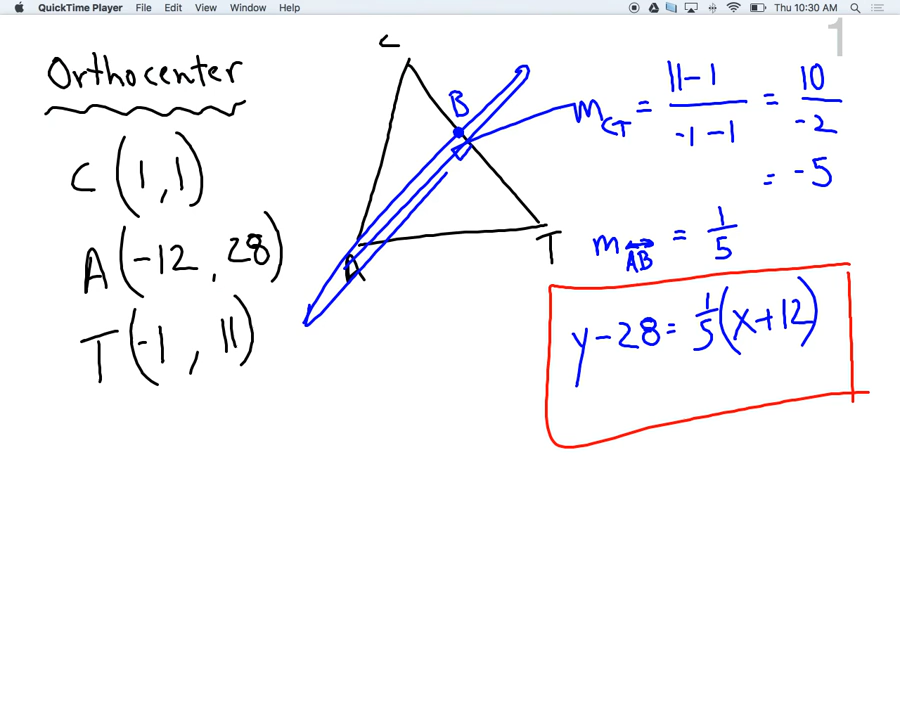 QuickTime Player File Edit View Window Help Thu 10:30 AM
1
Orthocenter
C (1,1)
A (-12, 28)
T (-1, 11)
C
B
A
T
m_CT = (11-1)/(-1-1) = 10/-2
= -5
m_AB = 1/5
y-28 = 1/5(x+12)